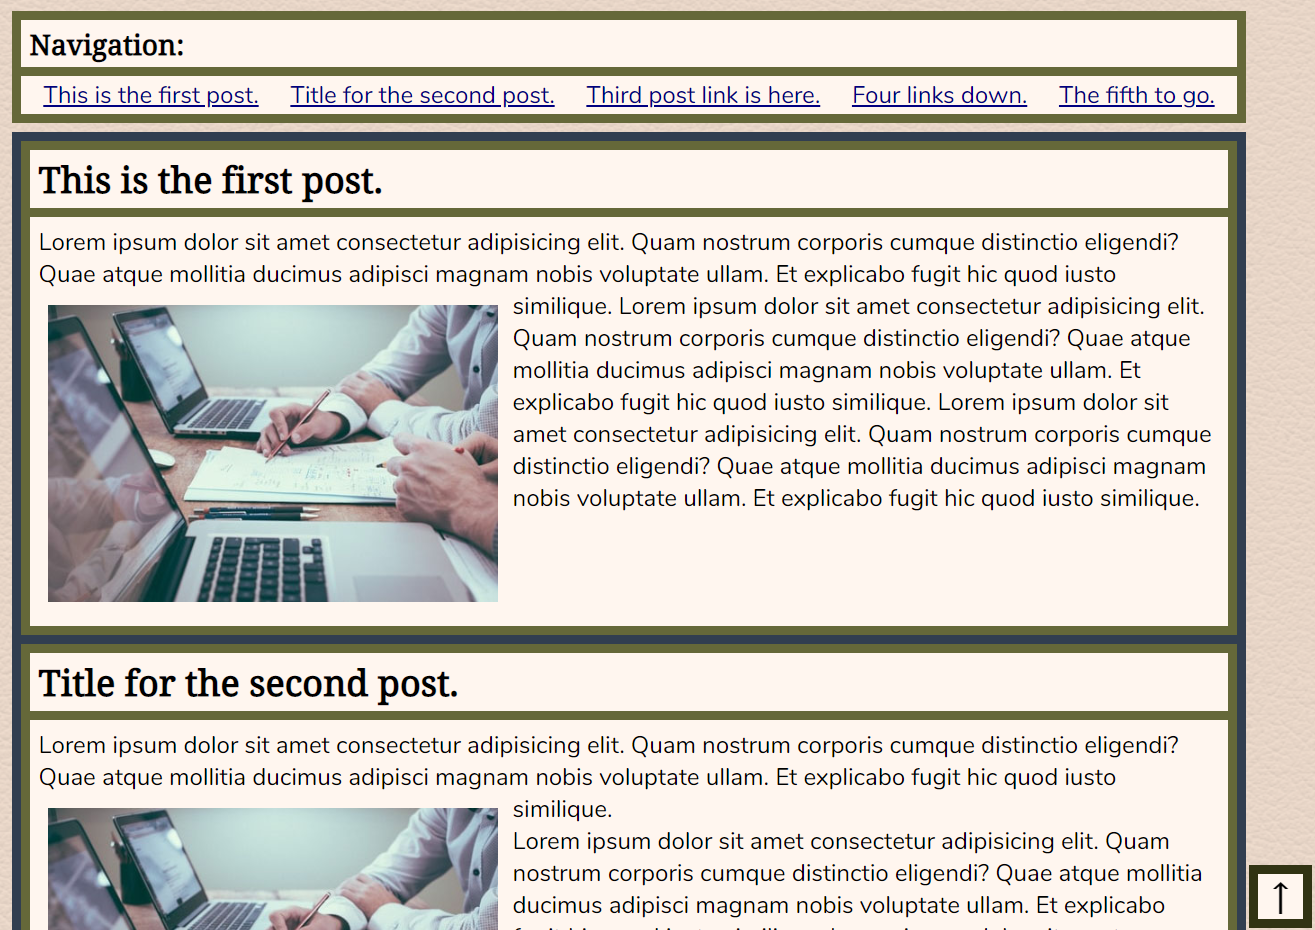 Navigation:
This is the first post. Title for the second post. Third post link is here. Four links down. The fifth to go.
This is the first post.
Lorem ipsum dolor sit amet consectetur adipisicing elit. Quam nostrum corporis cumque distinctio eligendi?
Quae atque mollitia ducimus adipisci magnam nobis voluptate ullam. Et explicabo fugit hic quod iusto
similique. Lorem ipsum dolor sit amet consectetur adipisicing elit.
Quam nostrum corporis cumque distinctio eligendi? Quae atque
mollitia ducimus adipisci magnam nobis voluptate ullam. Et
explicabo fugit hic quod iusto similique. Lorem ipsum dolor sit
amet consectetur adipisicing elit. Quam nostrum corporis cumque
distinctio eligendi? Quae atque mollitia ducimus adipisci magnam
nobis voluptate ullam. Et explicabo fugit hic quod iusto similique.
Title for the second post.
Lorem ipsum dolor sit amet consectetur adipisicing elit. Quam nostrum corporis cumque distinctio eligendi?
Quae atque mollitia ducimus adipisci magnam nobis voluptate ullam. Et explicabo fugit hic quod iusto
similique.
Lorem ipsum dolor sit amet consectetur adipisicing elit. Quam
nostrum corporis cumque distinctio eligendi? Quae atque mollitia
ducimus adipisci magnam nobis voluptate ullam. Et explicabo
↑